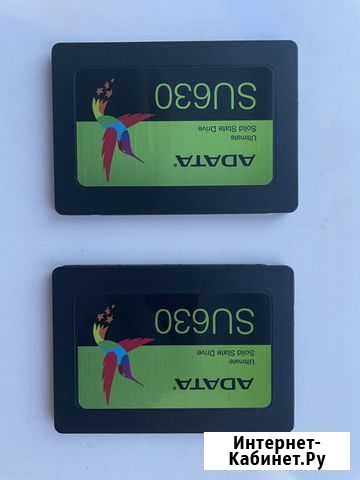 ADATA®
Ultimate
Solid State Drive
SU630
ADATA®
Ultimate
Solid State Drive
SU630
Интернет-
Кабинет.Ру